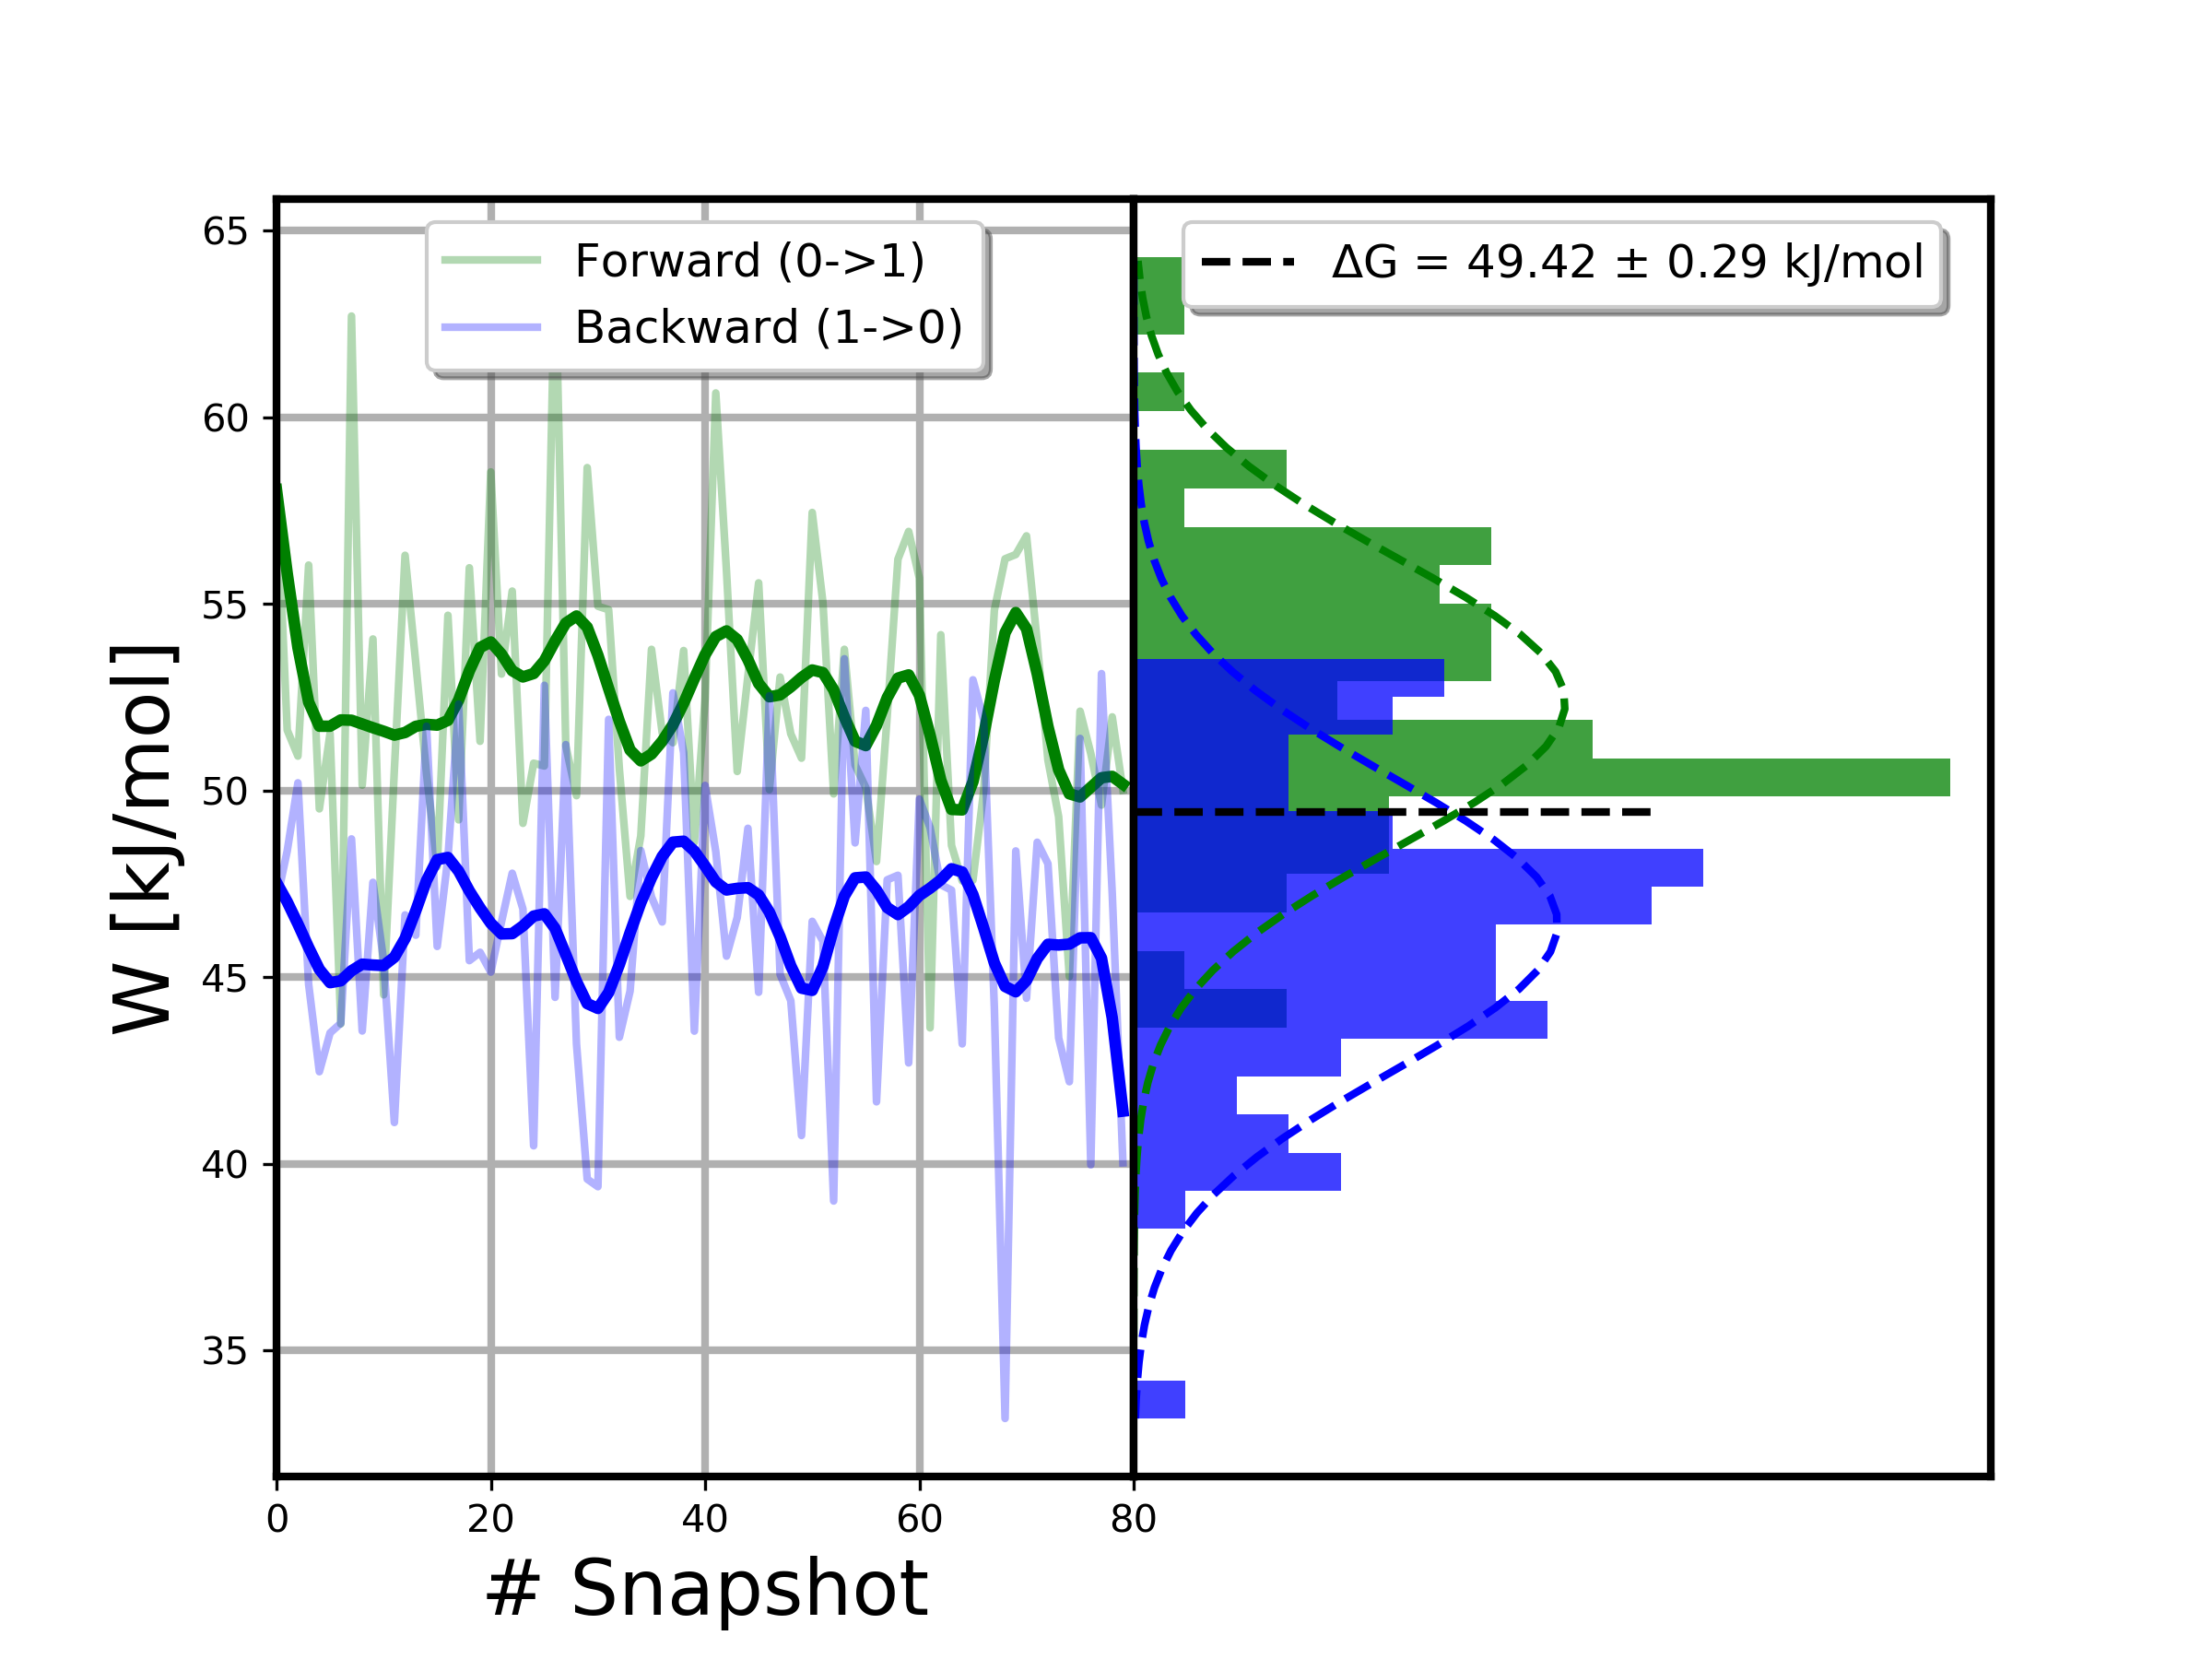 65
60
55
50
45
40
35
W [kJ/mol]
Forward (0->1)
Backward (1->0)
ΔG = 49.42 ± 0.29 kJ/mol
0 20 40 60 80
# Snapshot